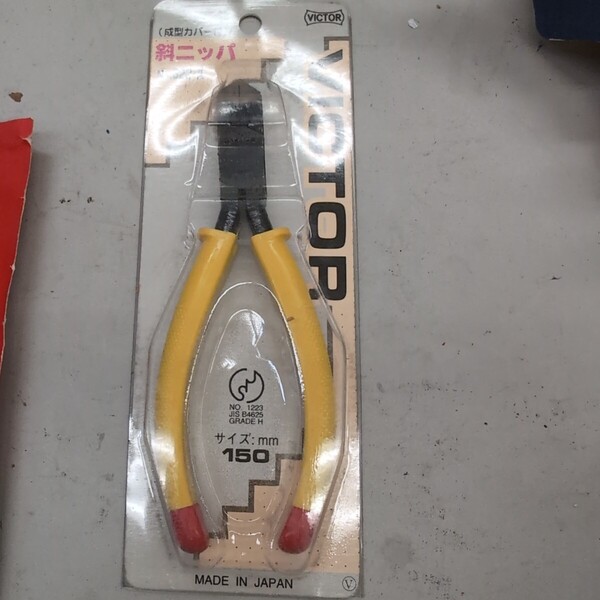 VICTOR
(成型カバー)
斜ニッパ
VICTOR
NO. 1223
JIS B4625
GRADE H
サイズ: mm
150
MADE IN JAPAN
V